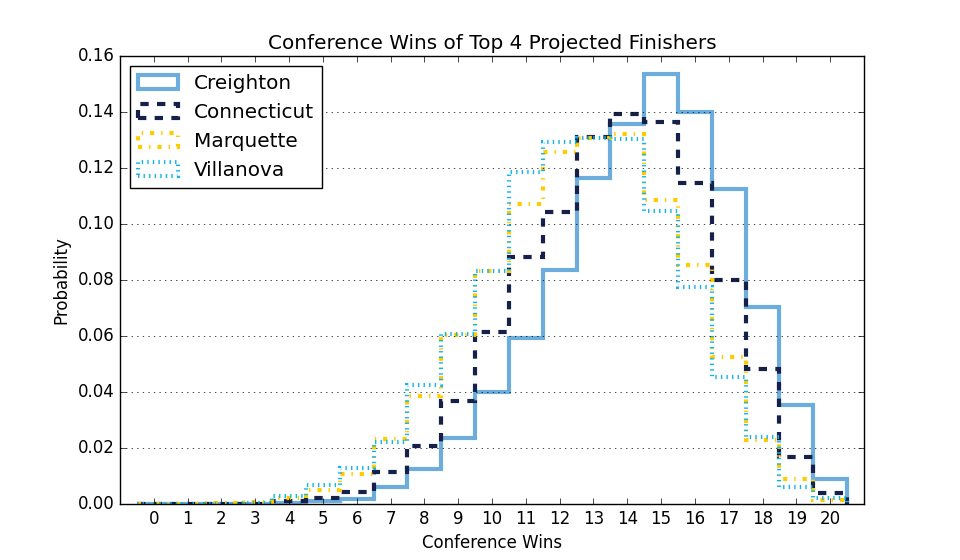 Conference Wins of Top 4 Projected Finishers
0.16
0.14
0.12
0.10
0.08
0.06
0.04
0.02
0.00
Probability
Creighton
Connecticut
Marquette
Villanova
0 1 2 3 4 5 6 7 8 9 10 11 12 13 14 15 16 17 18 19 20
Conference Wins